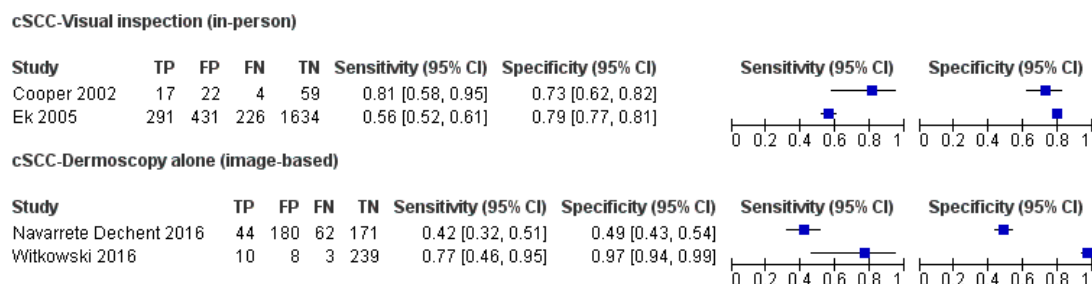 cSCC-Visual inspection (in-person)
Study TP FP FN TN Sensitivity (95% CI) Specificity (95% CI) Sensitivity (95% CI) Specificity (95% CI)
Cooper 2002 17 22 4 59 0.81 [0.58, 0.95] 0.73 [0.62, 0.82]
Ek 2005 291 431 226 1634 0.56 [0.52, 0.61] 0.79 [0.77, 0.81]
0 0.2 0.4 0.6 0.8 1 0 0.2 0.4 0.6 0.8 1
cSCC-Dermoscopy alone (image-based)
Study TP FP FN TN Sensitivity (95% CI) Specificity (95% CI) Sensitivity (95% CI) Specificity (95% CI)
Navarrete Dechent 2016 44 180 62 171 0.42 [0.32, 0.51] 0.49 [0.43, 0.54]
Witkowski 2016 10 8 3 239 0.77 [0.46, 0.95] 0.97 [0.94, 0.99]
0 0.2 0.4 0.6 0.8 1 0 0.2 0.4 0.6 0.8 1